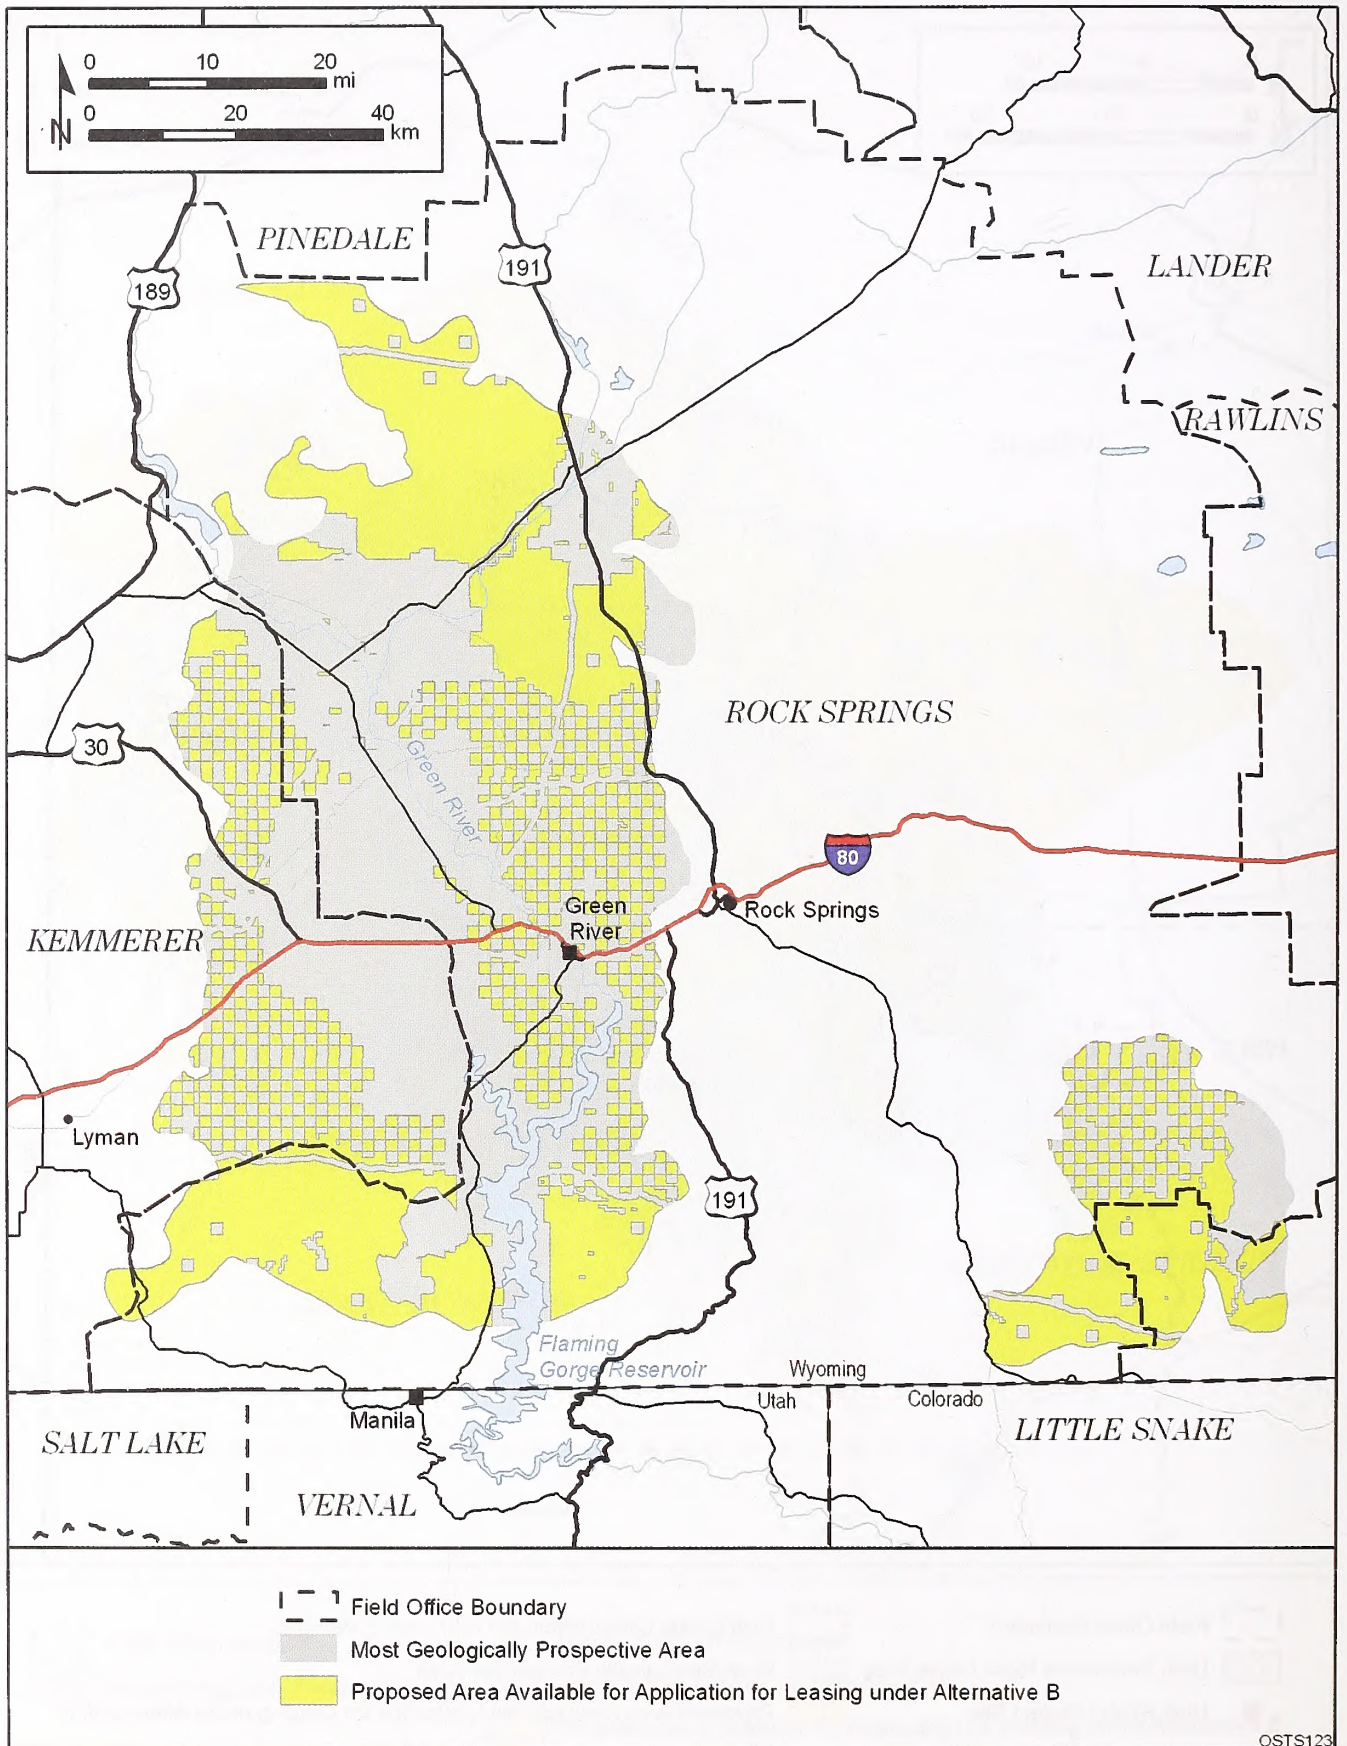 0 10 20
mi
0 20 40
km
N
PINEDALE
191
189
LANDER
RAWLINS
ROCK SPRINGS
30
Green River
80
Green
River
Rock Springs
KEMMERER
Lyman
191
Flaming
Gorge Reservoir
Wyoming
Utah
Colorado
Manila
SALT LAKE
LITTLE SNAKE
VERNAL
Field Office Boundary
Most Geologically Prospective Area
Proposed Area Available for Application for Leasing under Alternative B
OSTS123